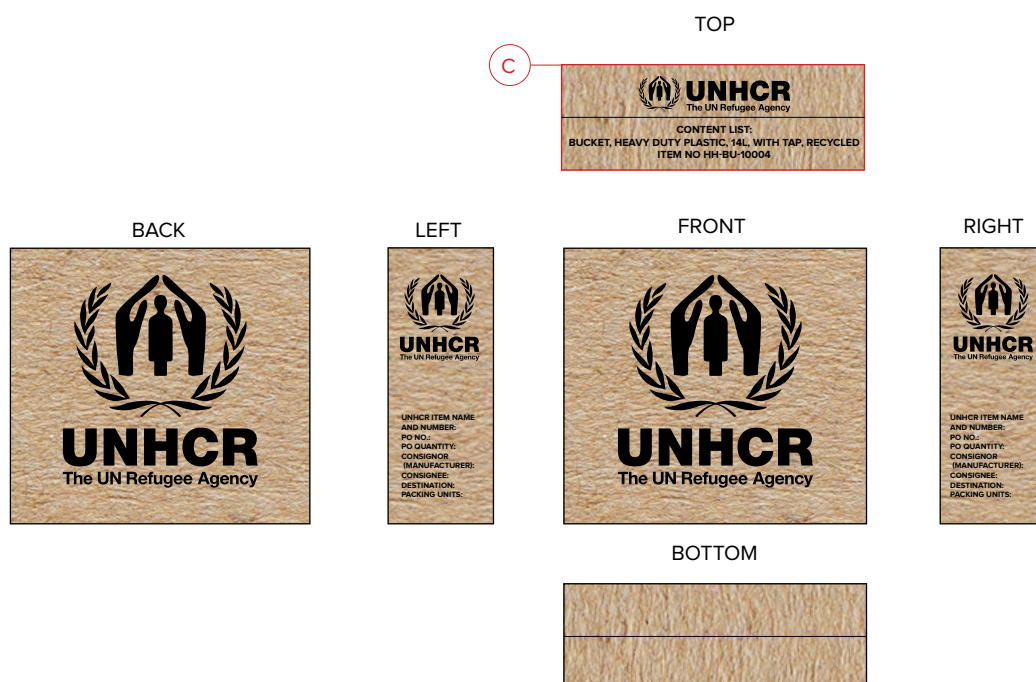 TOP
C
UNHCR
The UN Refugee Agency
CONTENT LIST:
BUCKET, HEAVY DUTY PLASTIC, 14L, WITH TAP, RECYCLED
ITEM NO HH-BU-10004
BACK
UNHCR
The UN Refugee Agency
LEFT
UNHCR
The UN Refugee Agency
UNHCR ITEM NAME
AND NUMBER:
PO NO.:
PO QUANTITY:
CONSIGNOR
(MANUFACTURER):
CONSIGNEE:
DESTINATION:
PACKING UNITS:
FRONT
UNHCR
The UN Refugee Agency
RIGHT
UNHCR
The UN Refugee Agency
UNHCR ITEM NAME
AND NUMBER:
PO NO.:
PO QUANTITY:
CONSIGNOR
(MANUFACTURER):
CONSIGNEE:
DESTINATION:
PACKING UNITS:
BOTTOM